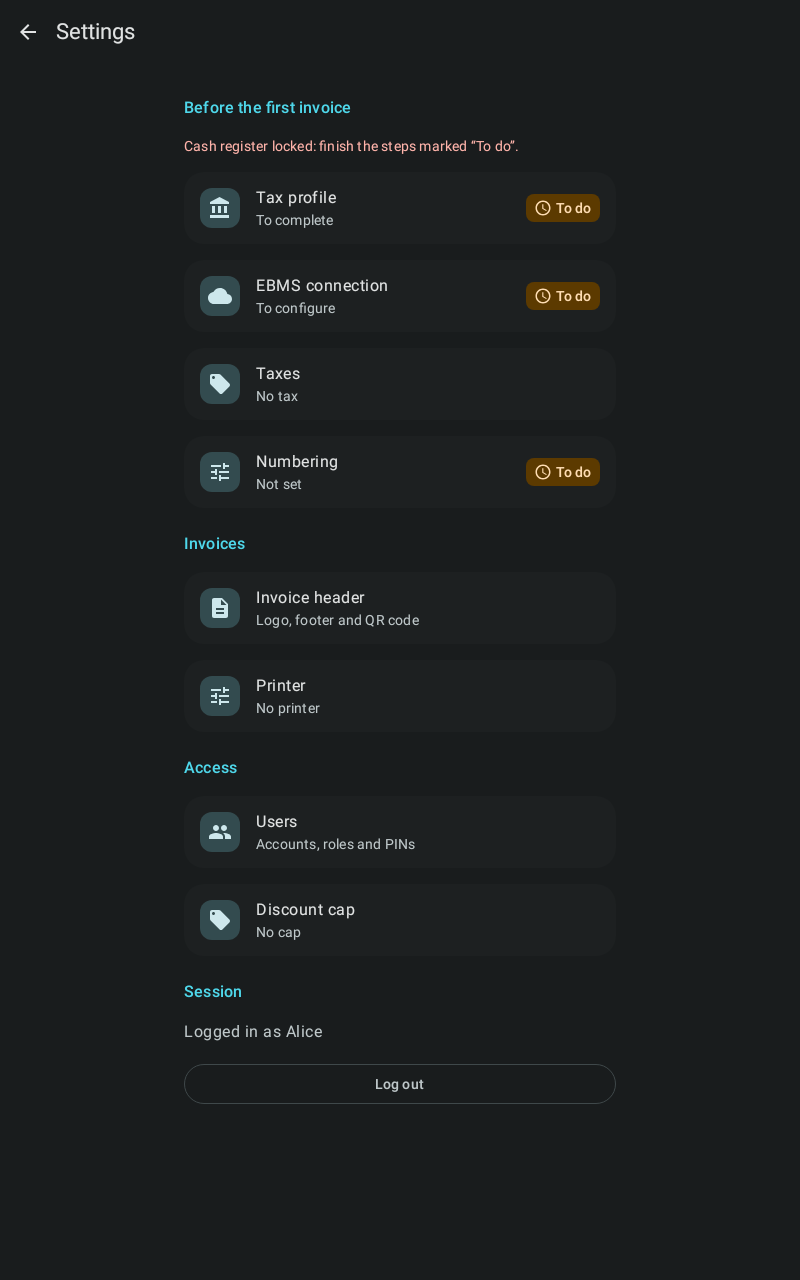 Settings
Before the first invoice
Cash register locked: finish the steps marked “To do”.
Tax profile
To complete
To do
EBMS connection
To configure
To do
Taxes
No tax
Numbering
Not set
To do
Invoices
Invoice header
Logo, footer and QR code
Printer
No printer
Access
Users
Accounts, roles and PINs
Discount cap
No cap
Session
Logged in as Alice
Log out